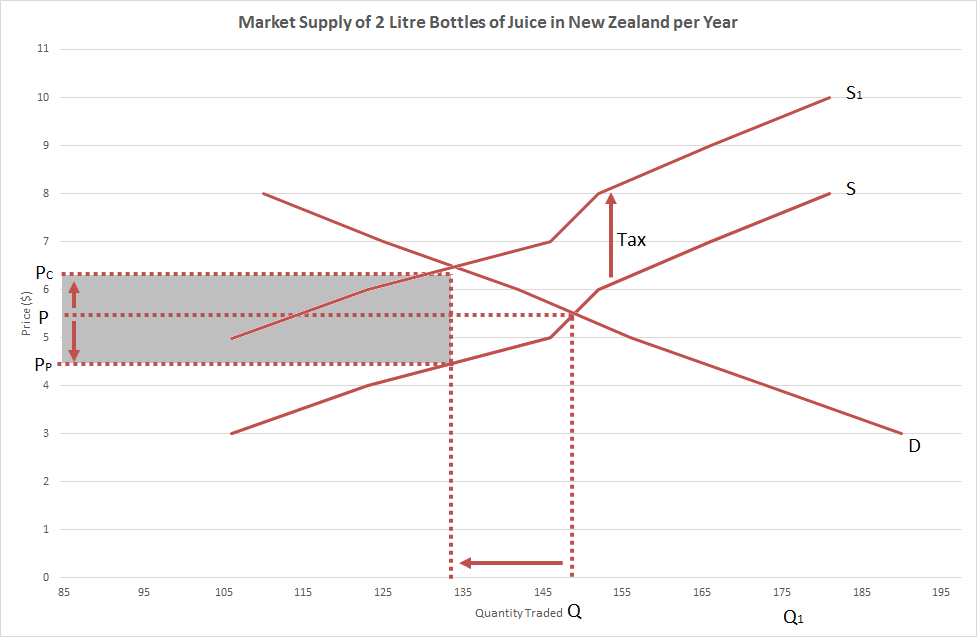 Market Supply of 2 Litre Bottles of Juice in New Zealand per Year
11
10
9
8
7
6
5
4
3
2
1
0
Price ($)
PC
P
PP
S1
S
Tax
D
85 95 105 115 125 135 145 155 165 175 185 195
Quantity Traded Q
Q1